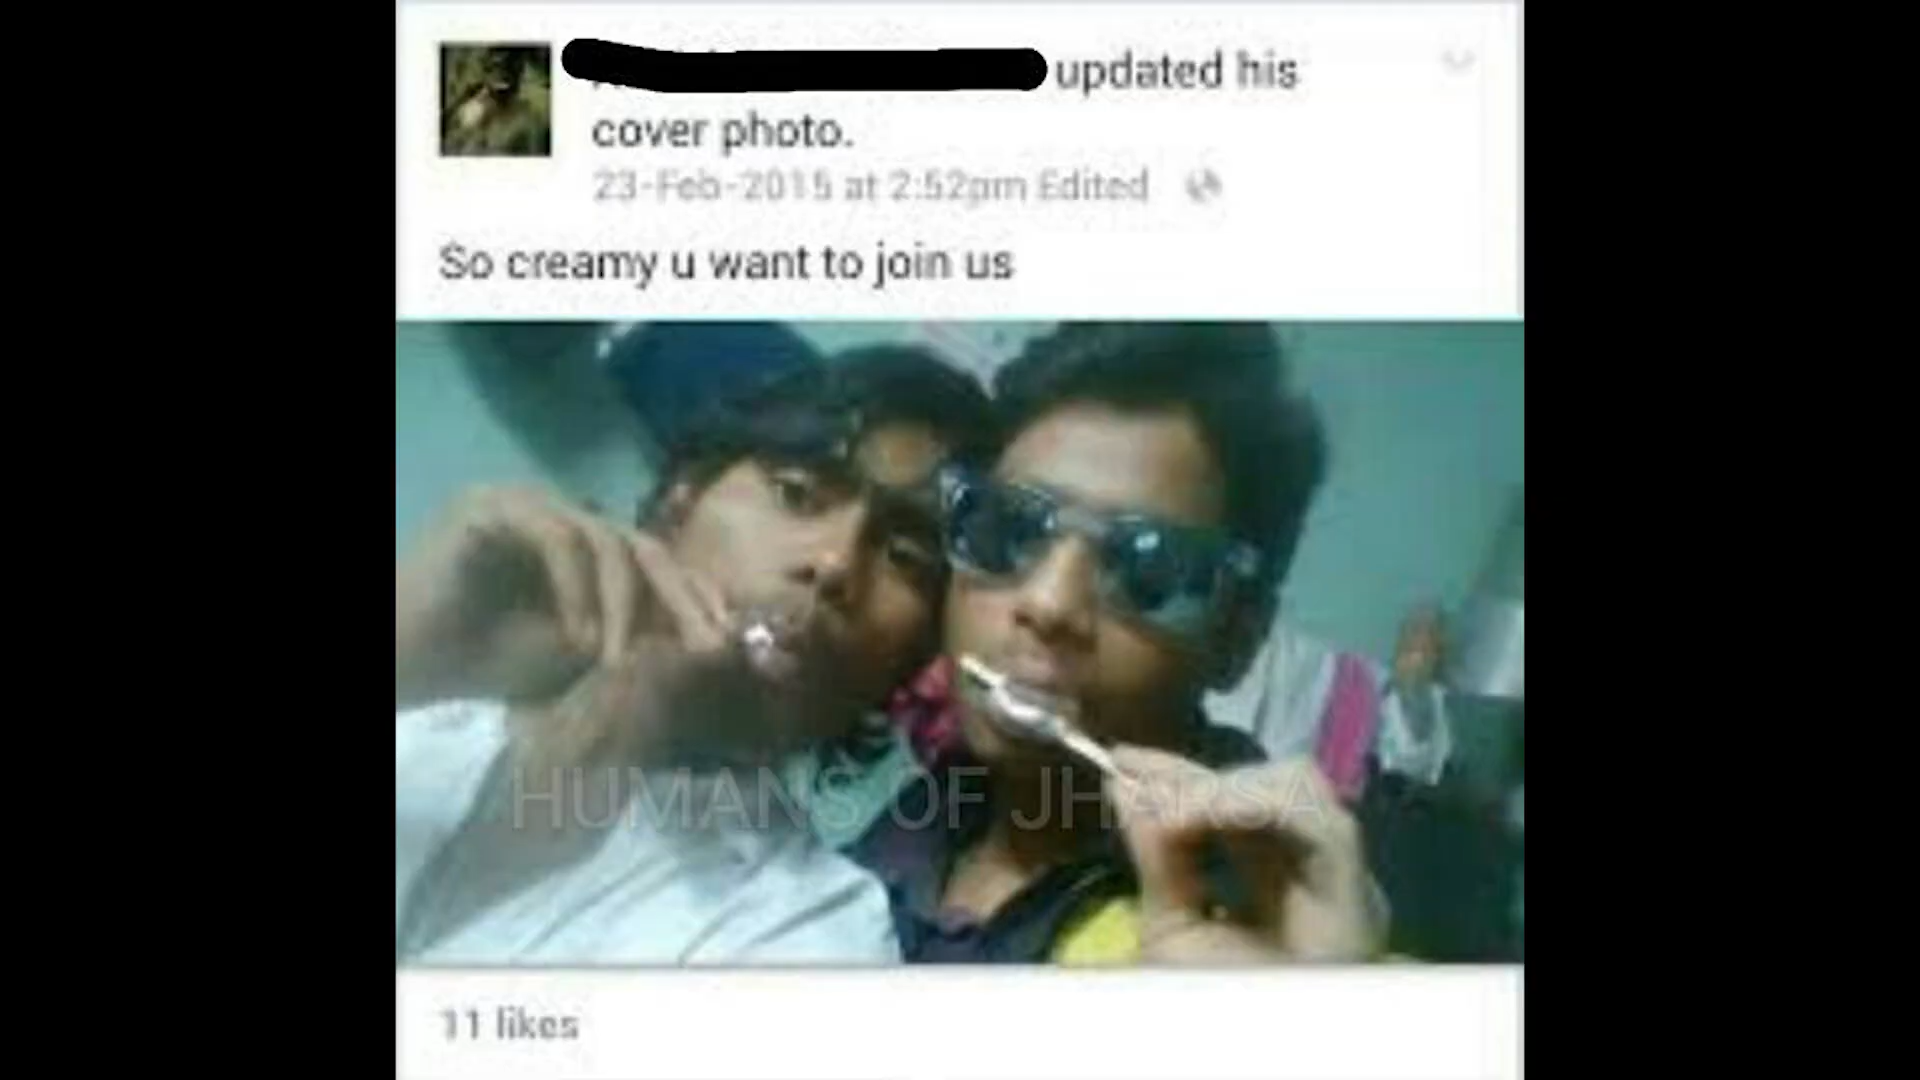 updated his
cover photo.
23-Feb-2015 at 2:52pm Edited
So creamy u want to join us
HUMANS OF JHARSA
11 likes